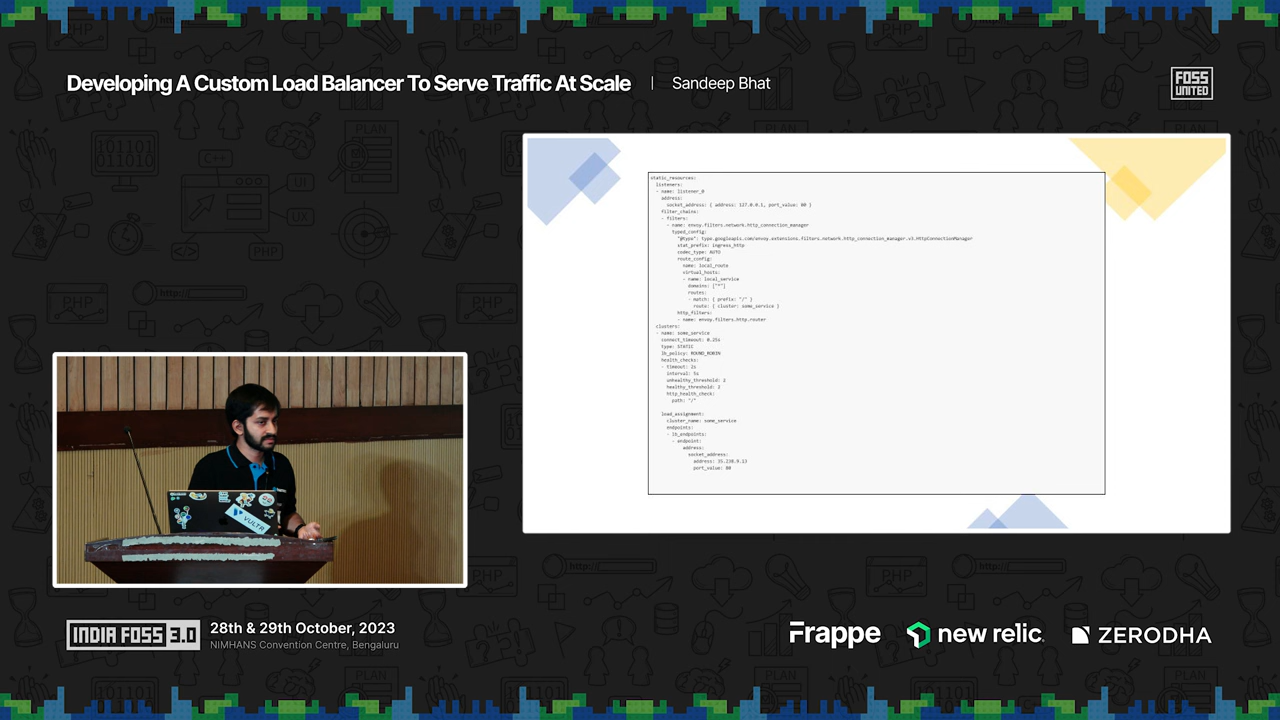 Developing A Custom Load Balancer To Serve Traffic At Scale | Sandeep Bhat
FOSS
UNITED
static_resources:
listeners:
- name: listener_0
address:
socket_address: { address: 127.0.0.1, port_value: 80 }
filter_chains:
- filters:
- name: envoy.filters.network.http_connection_manager
typed_config:
"@type": type.googleapis.com/envoy.extensions.filters.network.http_connection_manager.v3.HttpConnectionManager
stat_prefix: ingress_http
codec_type: AUTO
route_config:
name: local_route
virtual_hosts:
- name: local_service
domains: ["*"]
routes:
- match: { prefix: "/" }
route: { cluster: some_service }
http_filters:
- name: envoy.filters.http.router
clusters:
- name: some_service
connect_timeout: 0.25s
type: STATIC
lb_policy: ROUND_ROBIN
health_checks:
- timeout: 2s
interval: 5s
unhealthy_threshold: 2
healthy_threshold: 2
http_health_check:
path: "/"
load_assignment:
cluster_name: some_service
endpoints:
- lb_endpoints:
- endpoint:
address:
socket_address:
port_value: 80
VULTR
INDIA FOSS 3.0
28th & 29th October, 2023
NIMHANS Convention Centre, Bengaluru
Frappe
new relic
ZERODHA